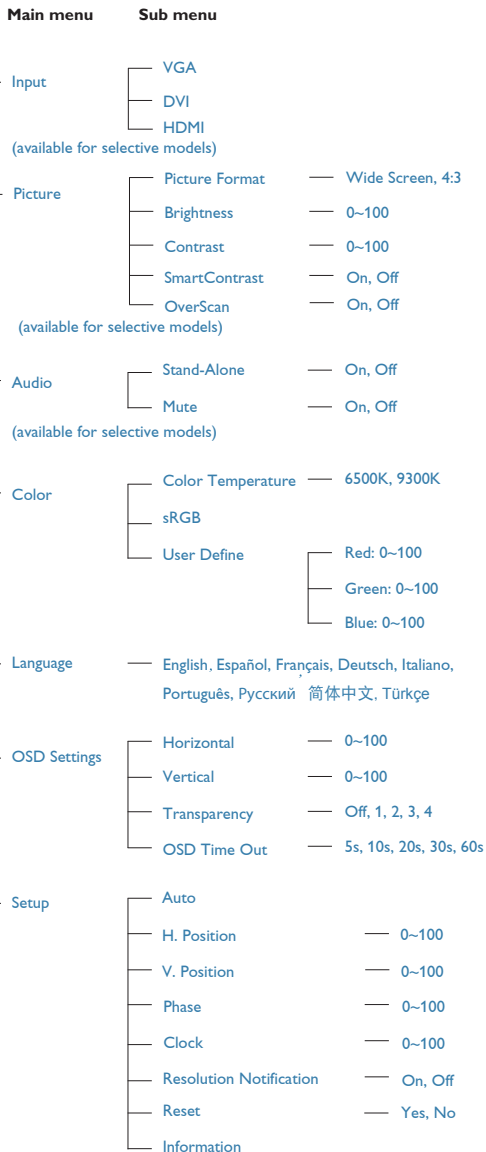 Main menu Sub menu
VGA
Input
DVI
HDMI
(available for selective models)
Picture Format Wide Screen, 4:3
Picture
Brightness 0~100
Contrast 0~100
SmartContrast On, Off
OverScan On, Off
(available for selective models)
Stand-Alone On, Off
Audio
Mute On, Off
(available for selective models)
Color Temperature 6500K, 9300K
Color
sRGB
User Define Red: 0~100
Green: 0~100
Blue: 0~100
Language English, Español, Français, Deutsch, Italiano,
Português, Русский, 简体中文, Türkçe
Horizontal 0~100
OSD Settings
Vertical 0~100
Transparency Off, 1, 2, 3, 4
OSD Time Out 5s, 10s, 20s, 30s, 60s
Auto
Setup
H. Position 0~100
V. Position 0~100
Phase 0~100
Clock 0~100
Resolution Notification On, Off
Reset Yes, No
Information